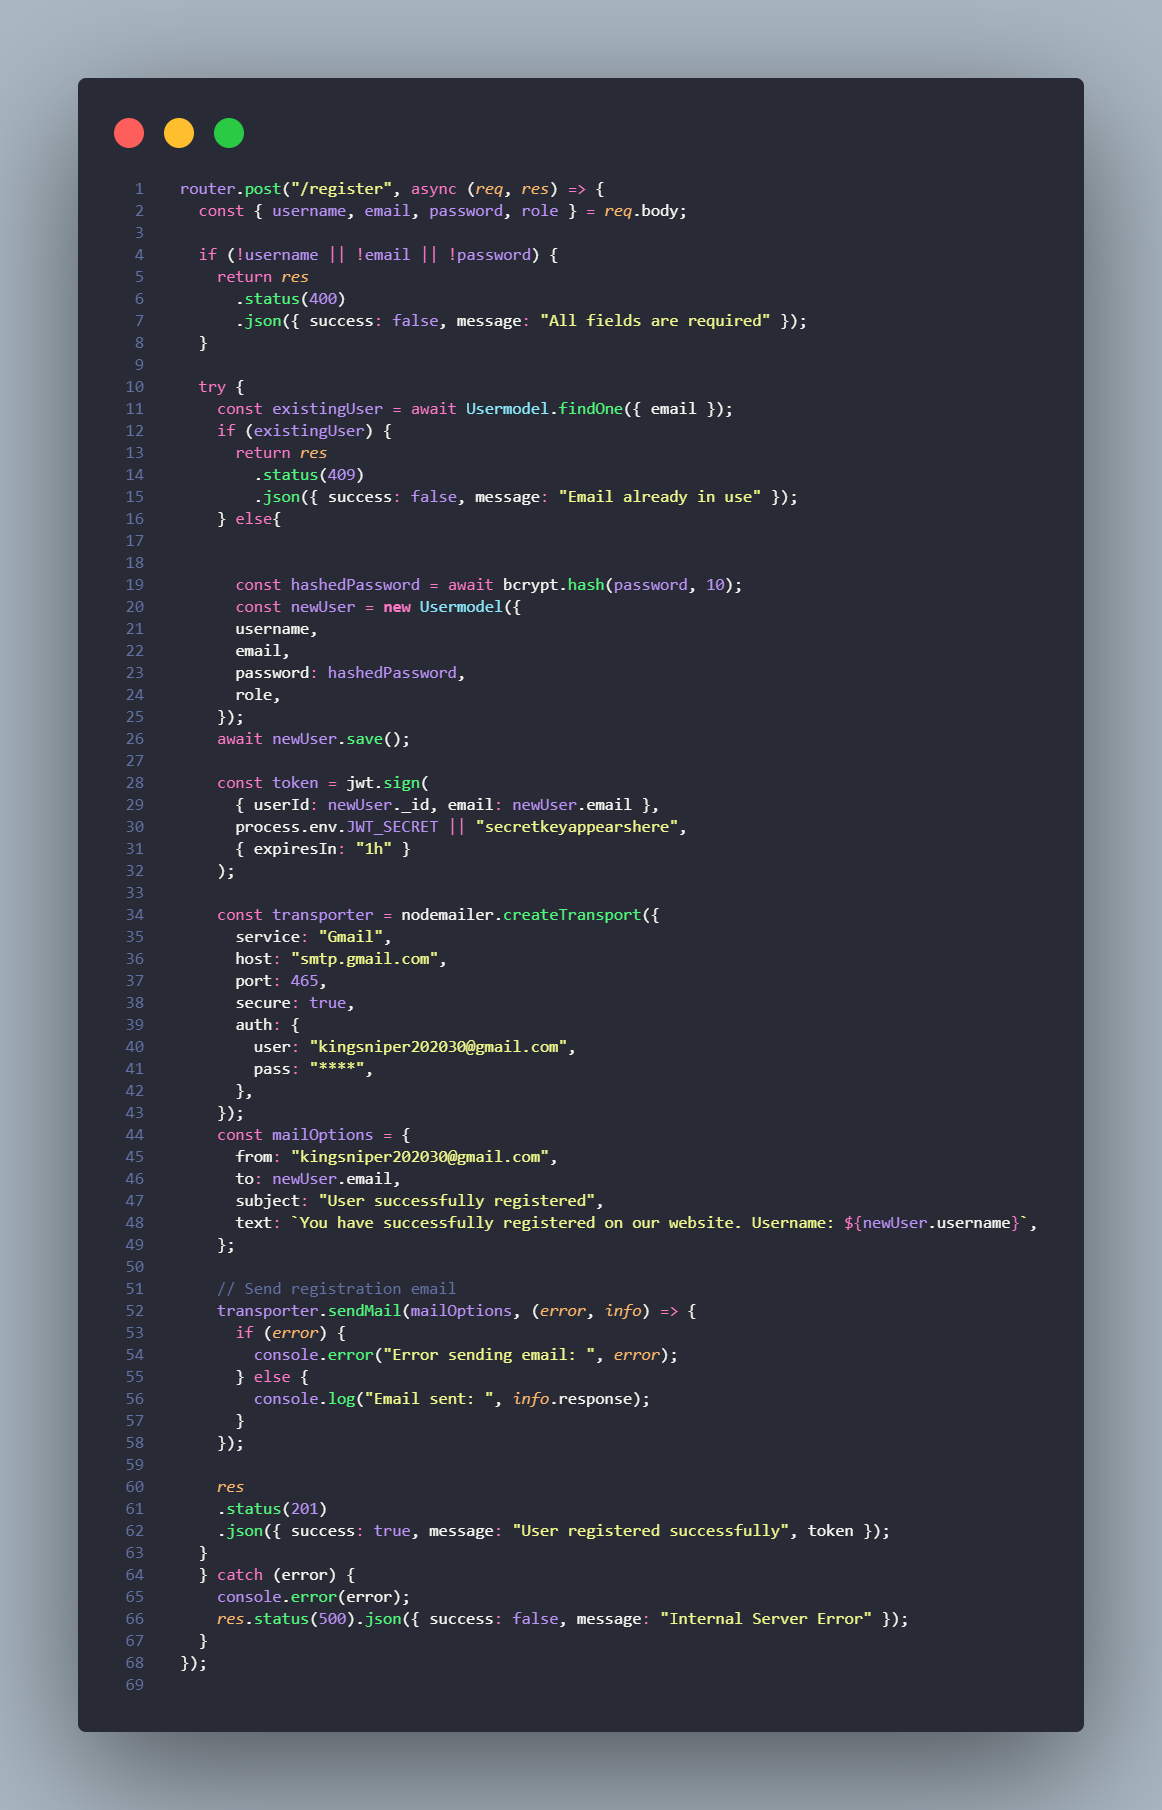 1 router.post("/register", async (req, res) => {
2   const { username, email, password, role } = req.body;
3
4   if (!username || !email || !password) {
5     return res
6       .status(400)
7       .json({ success: false, message: "All fields are required" });
8   }
9
10   try {
11     const existingUser = await Usermodel.findOne({ email });
12     if (existingUser) {
13       return res
14         .status(409)
15         .json({ success: false, message: "Email already in use" });
16     } else{
17
18
19       const hashedPassword = await bcrypt.hash(password, 10);
20       const newUser = new Usermodel({
21       username,
22       email,
23       password: hashedPassword,
24       role,
25     });
26     await newUser.save();
27
28     const token = jwt.sign(
29       { userId: newUser._id, email: newUser.email },
30       process.env.JWT_SECRET || "secretkeyappearshere",
31       { expiresIn: "1h" }
32     );
33
34     const transporter = nodemailer.createTransport({
35       service: "Gmail",
36       host: "smtp.gmail.com",
37       port: 465,
38       secure: true,
39       auth: {
40         user: "kingsniper202030@gmail.com",
41         pass: "****",
42       },
43     });
44     const mailOptions = {
45       from: "kingsniper202030@gmail.com",
46       to: newUser.email,
47       subject: "User successfully registered",
48       text: `You have successfully registered on our website. Username: ${newUser.username}`,
49     };
50
51     // Send registration email
52     transporter.sendMail(mailOptions, (error, info) => {
53       if (error) {
54         console.error("Error sending email: ", error);
55       } else {
56         console.log("Email sent: ", info.response);
57       }
58     });
59
60     res
61     .status(201)
62     .json({ success: true, message: "User registered successfully", token });
63   }
64   } catch (error) {
65     console.error(error);
66     res.status(500).json({ success: false, message: "Internal Server Error" });
67   }
68 });
69